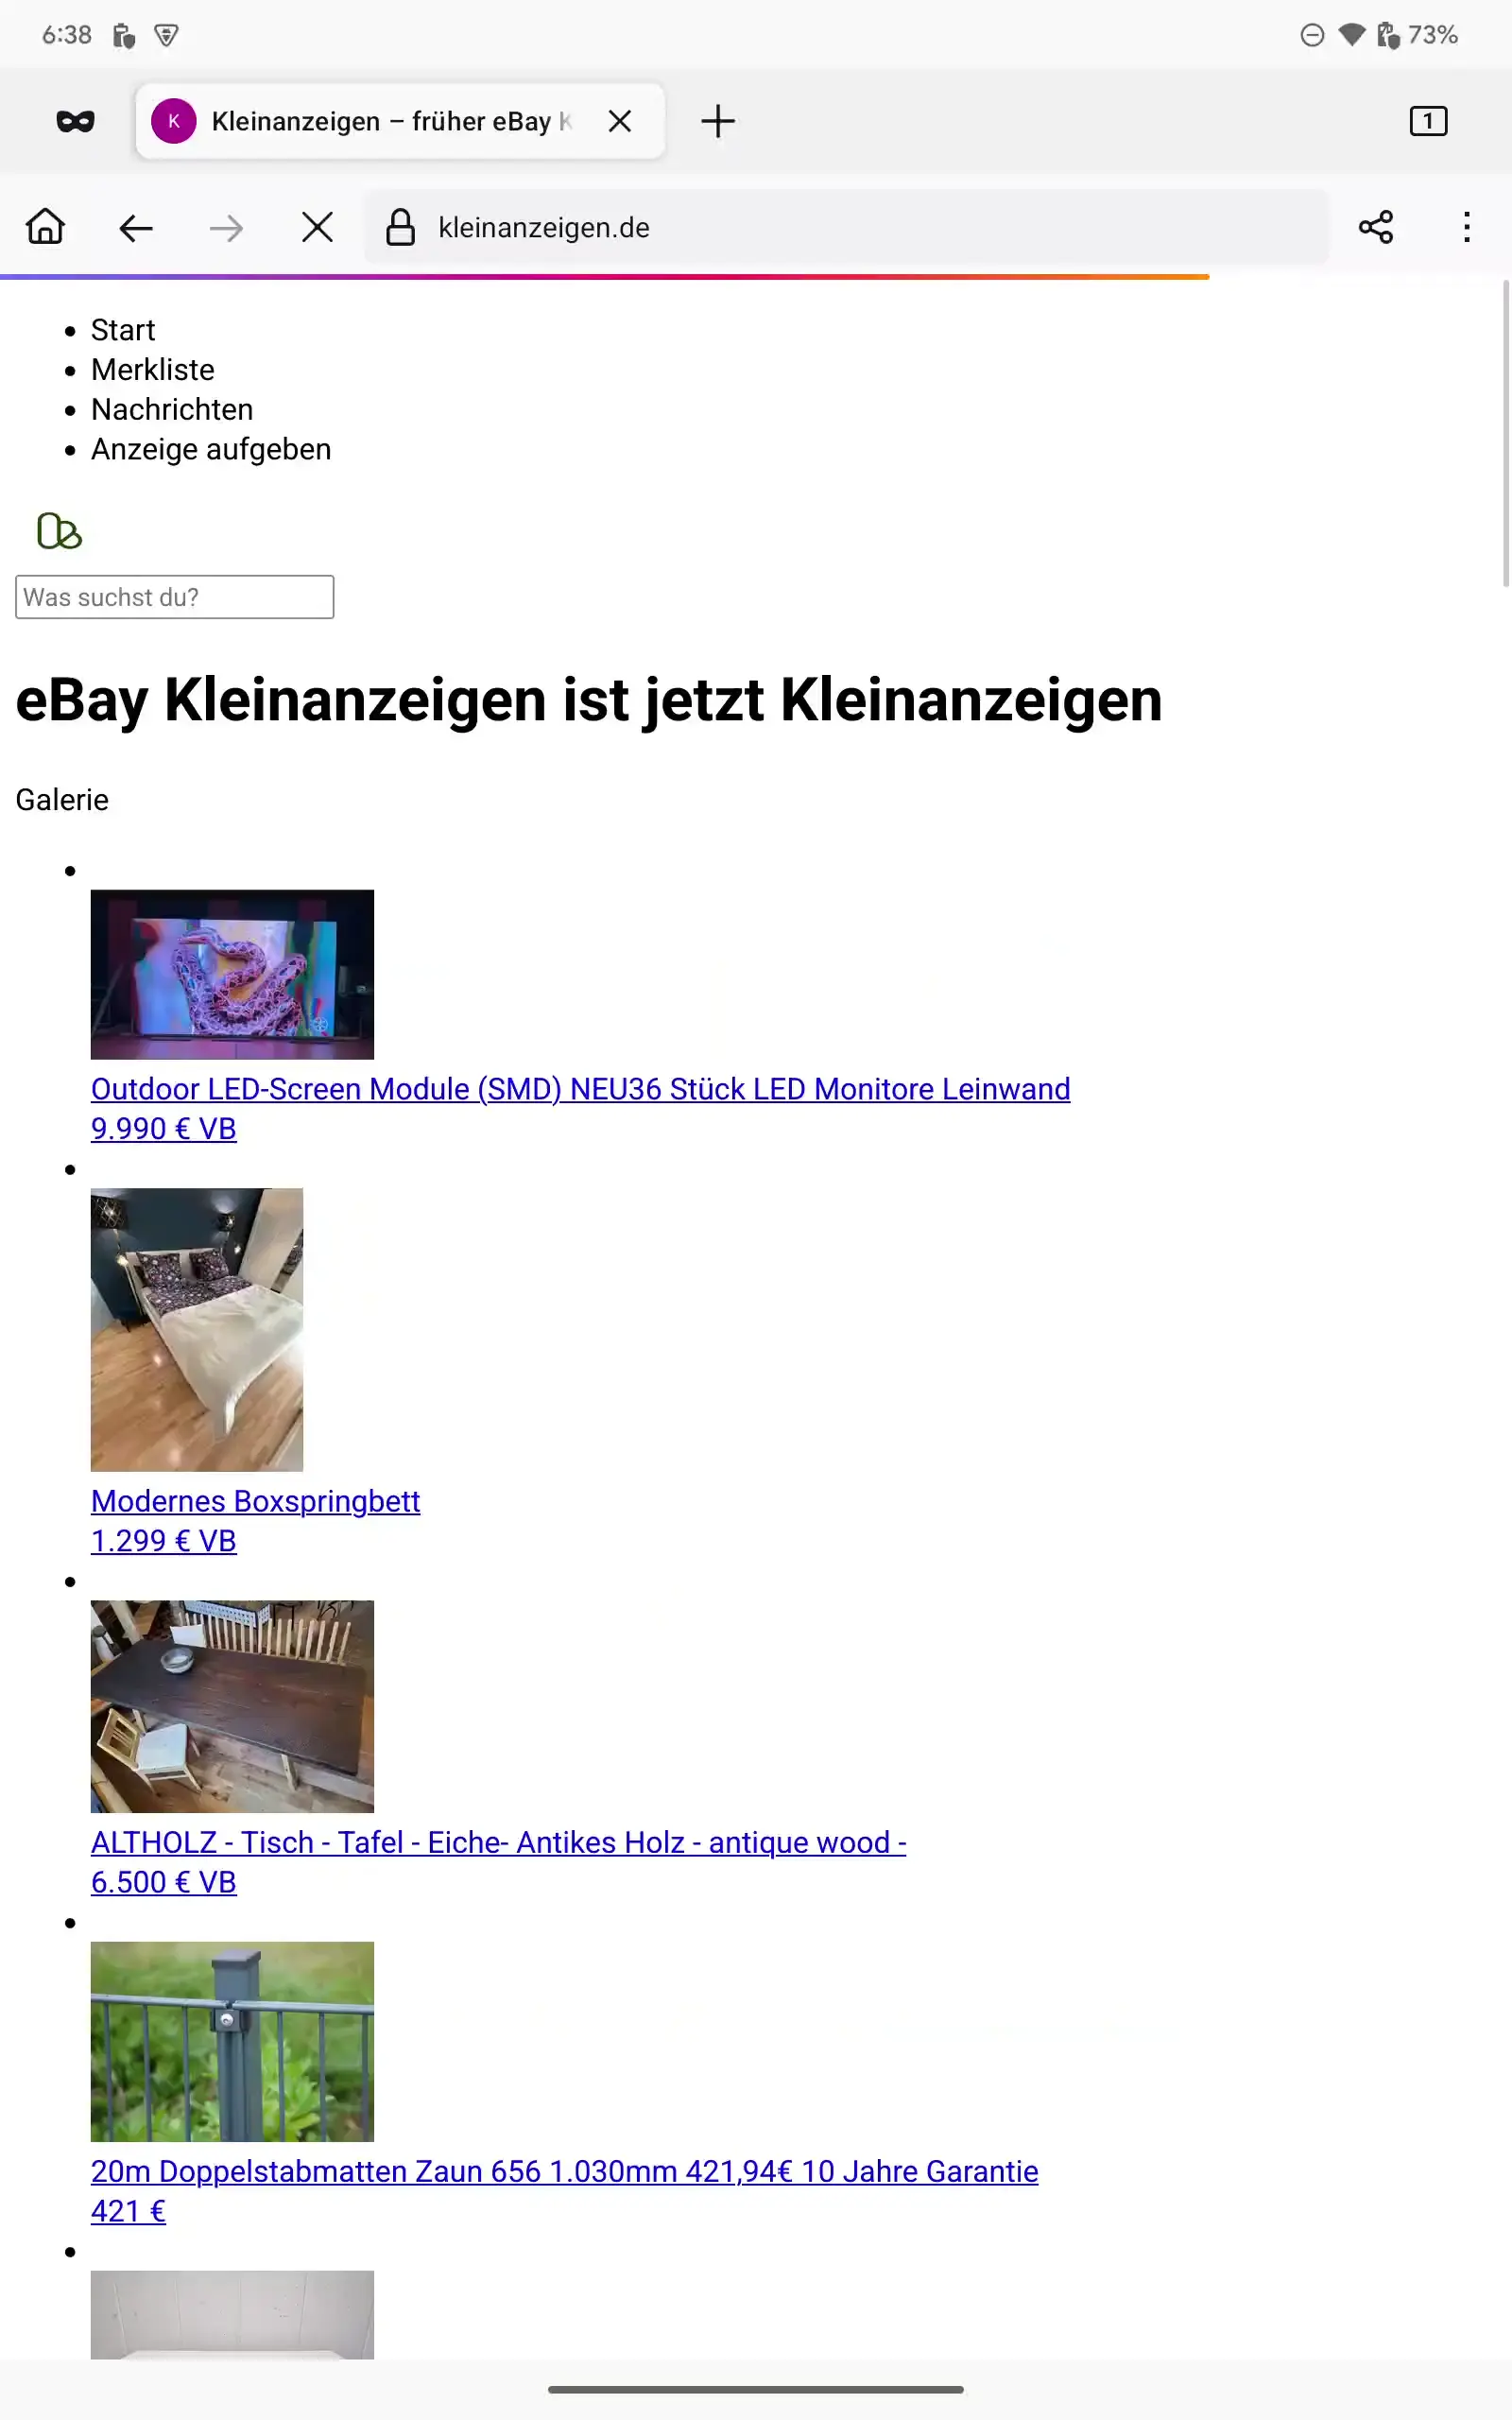 6:38
73%
K
Kleinanzeigen – früher eBay K
1
kleinanzeigen.de
Start
Merkliste
Nachrichten
Anzeige aufgeben
Was suchst du?
eBay Kleinanzeigen ist jetzt Kleinanzeigen
Galerie
Outdoor LED-Screen Module (SMD) NEU36 Stück LED Monitore Leinwand
9.990 € VB
Modernes Boxspringbett
1.299 € VB
ALTHOLZ - Tisch - Tafel - Eiche- Antikes Holz - antique wood -
6.500 € VB
20m Doppelstabmatten Zaun 656 1.030mm 421,94€ 10 Jahre Garantie
421 €